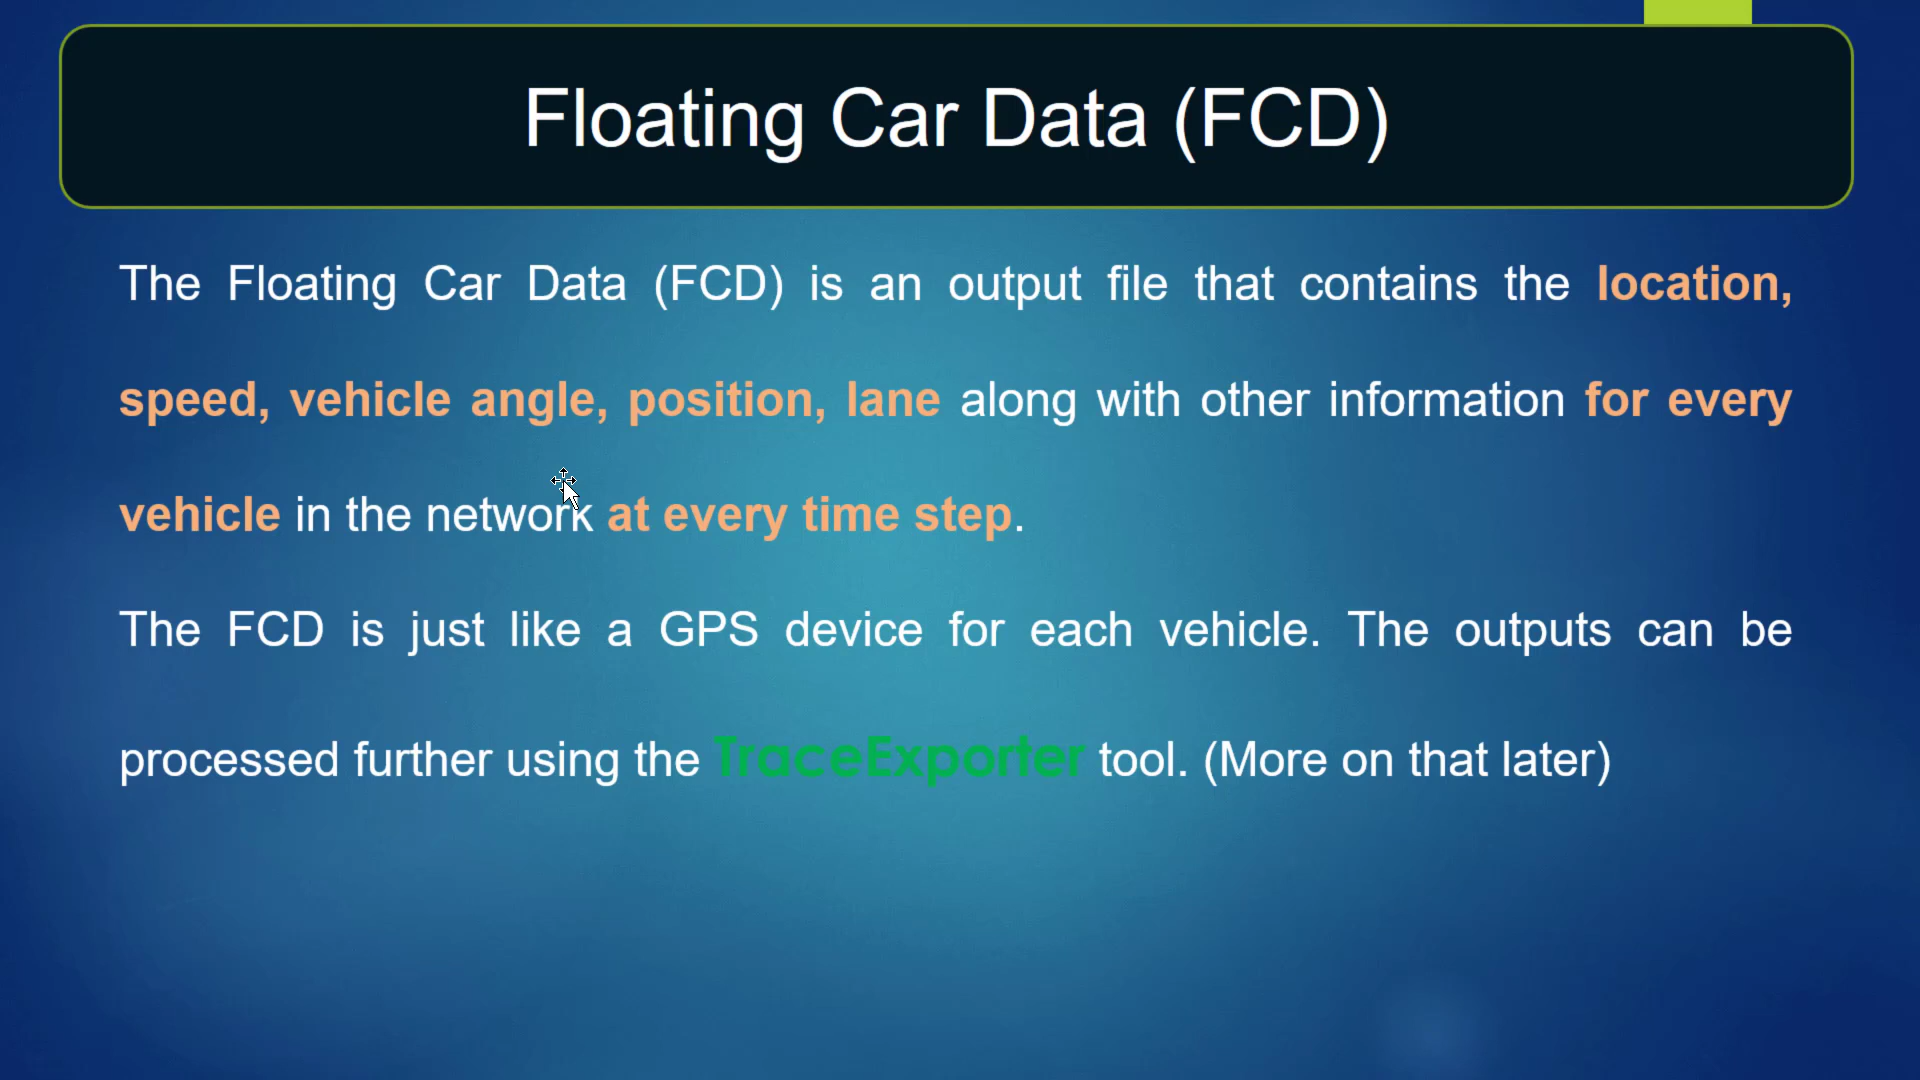 Floating Car Data (FCD)
The Floating Car Data (FCD) is an output file that contains the location,
speed, vehicle angle, position, lane along with other information for every
vehicle in the network at every time step.
The FCD is just like a GPS device for each vehicle. The outputs can be
processed further using the TraceExporter tool. (More on that later)